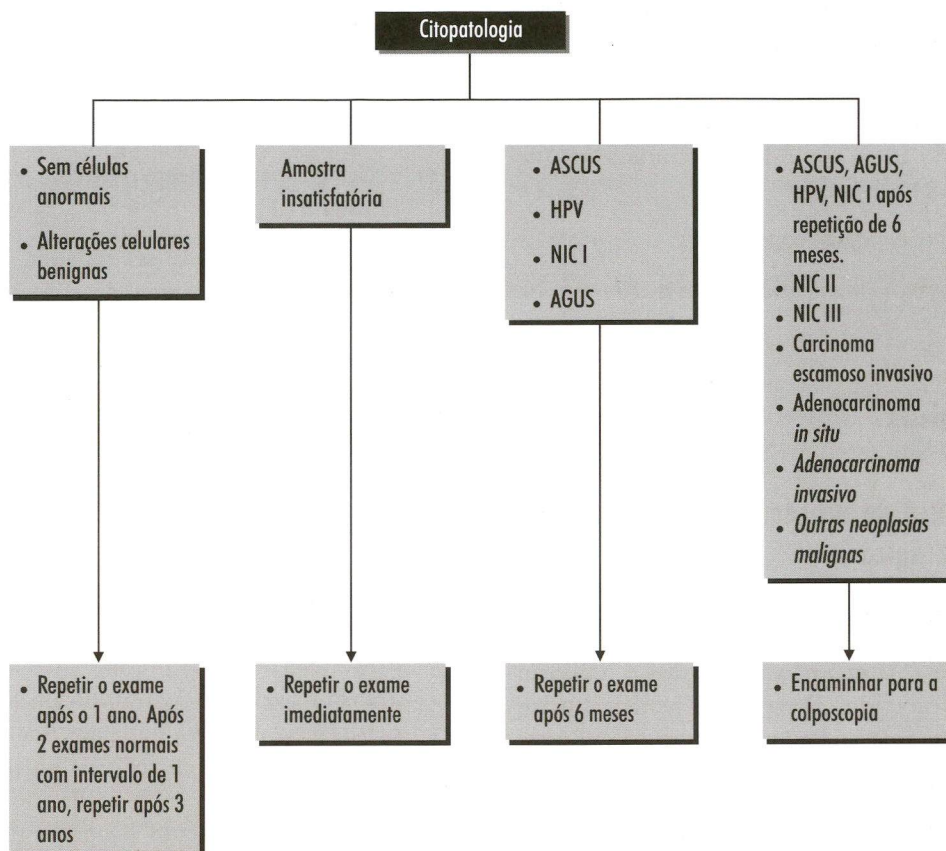 Citopatologia
• Sem células
anormais
• Alterações celulares
benignas
Amostra
insatisfatória
• ASCUS
• HPV
• NIC I
• AGUS
• ASCUS, AGUS,
HPV, NIC I após
repetição de 6
meses.
• NIC II
• NIC III
• Carcinoma
escamoso invasivo
• Adenocarcinoma
in situ
• Adenocarcinoma
invasivo
• Outras neoplasias
malignas
• Repetir o exame
após o 1 ano. Após
2 exames normais
com intervalo de 1
ano, repetir após 3
anos
• Repetir o exame
imediatamente
• Repetir o exame
após 6 meses
• Encaminhar para a
colposcopia